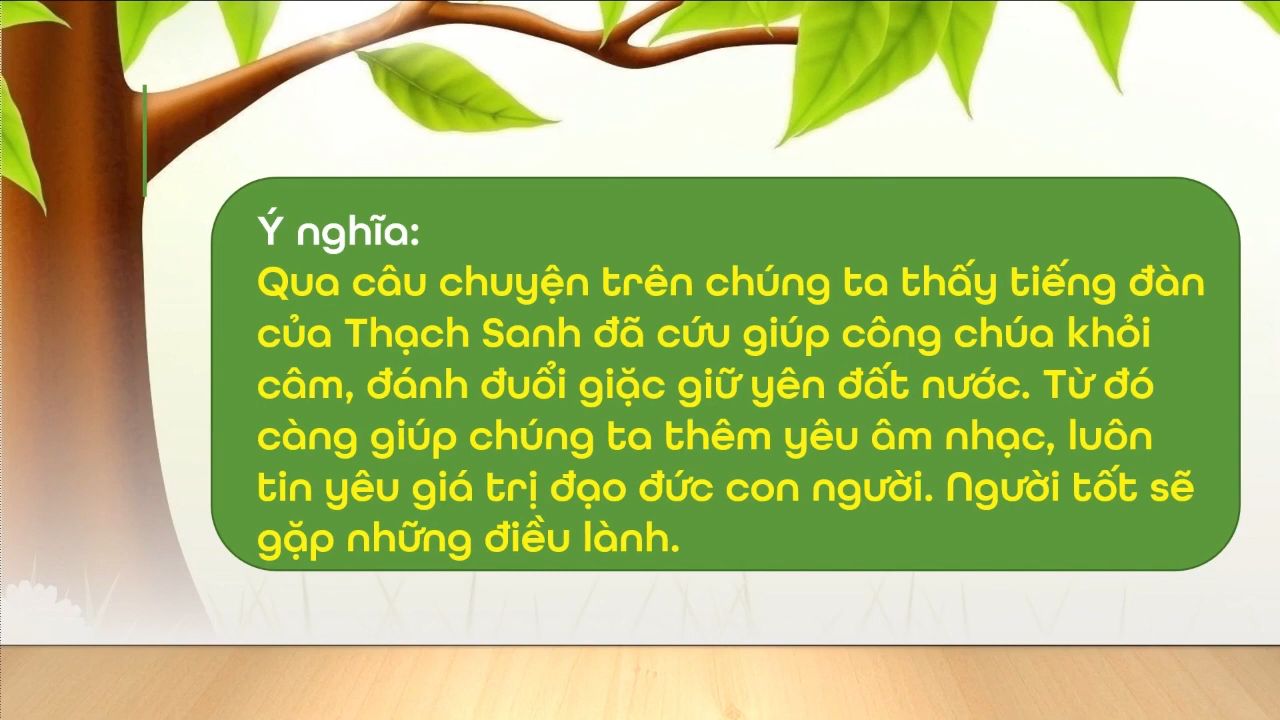 Ý nghĩa:
Qua câu chuyện trên chúng ta thấy tiếng đàn
của Thạch Sanh đã cứu giúp công chúa khỏi
câm, đánh đuổi giặc giữ yên đất nước. Từ đó
càng giúp chúng ta thêm yêu âm nhạc, luôn
tin yêu giá trị đạo đức con người. Người tốt sẽ
gặp những điều lành.